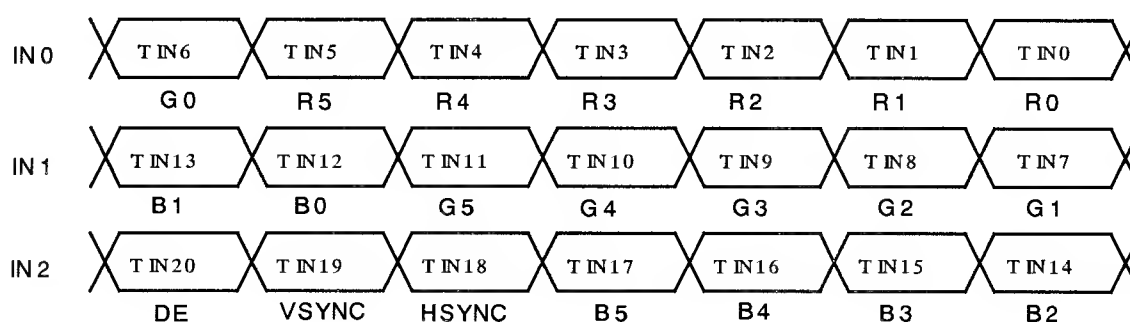 IN0 TIN6 TIN5 TIN4 TIN3 TIN2 TIN1 TIN0
G0 R5 R4 R3 R2 R1 R0
IN1 TIN13 TIN12 TIN11 TIN10 TIN9 TIN8 TIN7
B1 B0 G5 G4 G3 G2 G1
IN2 TIN20 TIN19 TIN18 TIN17 TIN16 TIN15 TIN14
DE VSYNC HSYNC B5 B4 B3 B2